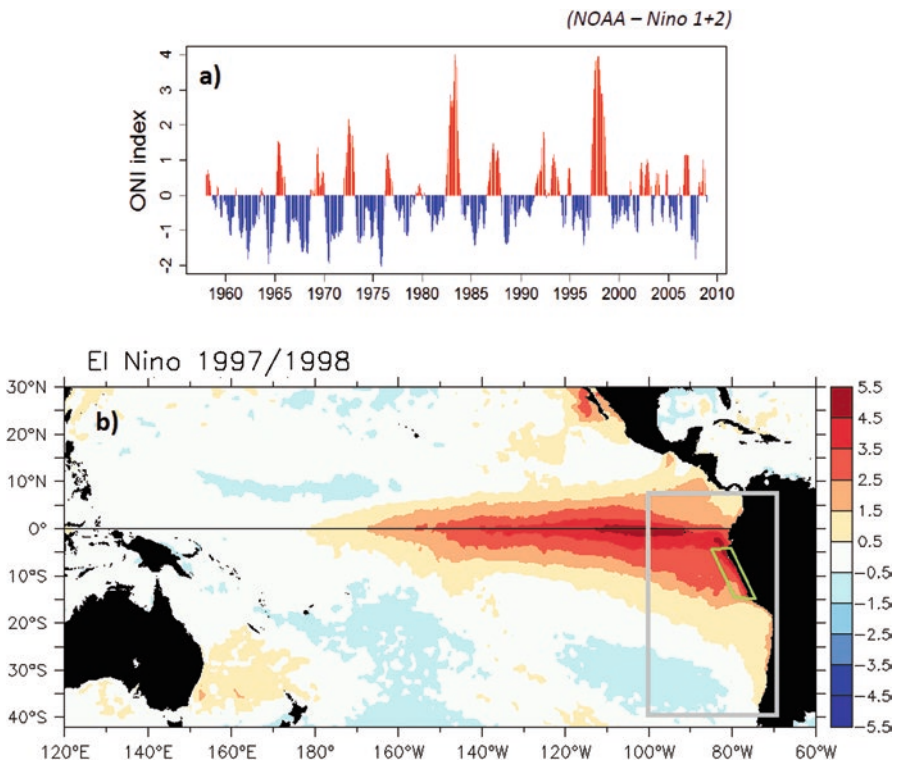 (NOAA – Nino 1+2)
a)
ONI index
4
3
2
1
0
-1
-2
1960 1965 1970 1975 1980 1985 1990 1995 2000 2005 2010
El Nino 1997/1998
b)
30°N
20°N
10°N
0°
10°S
20°S
30°S
40°S
120°E 140°E 160°E 180° 160°W 140°W 120°W 100°W 80°W 60°W
5.5
4.5
3.5
2.5
1.5
0.5
−0.5
−1.5
−2.5
−3.5
−4.5
−5.5